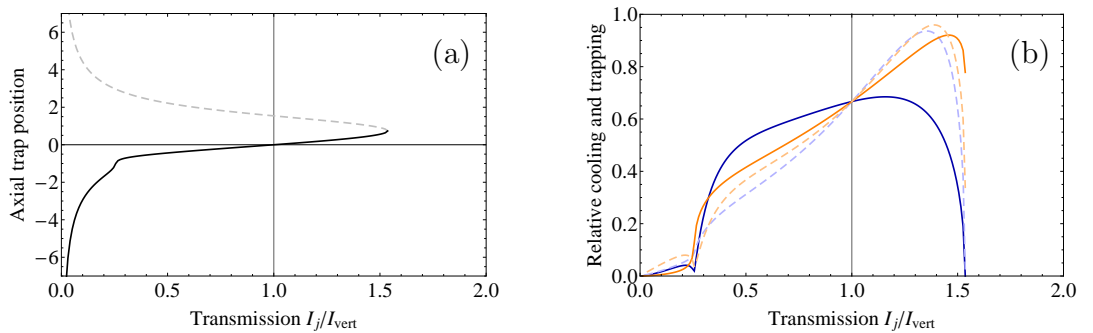 (a)
Axial trap position
6
4
2
0
−2
−4
−6
0.0 0.5 1.0 1.5 2.0
Transmission I_j/I_vert
(b)
Relative cooling and trapping
1.0
0.8
0.6
0.4
0.2
0.0
0.0 0.5 1.0 1.5 2.0
Transmission I_j/I_vert